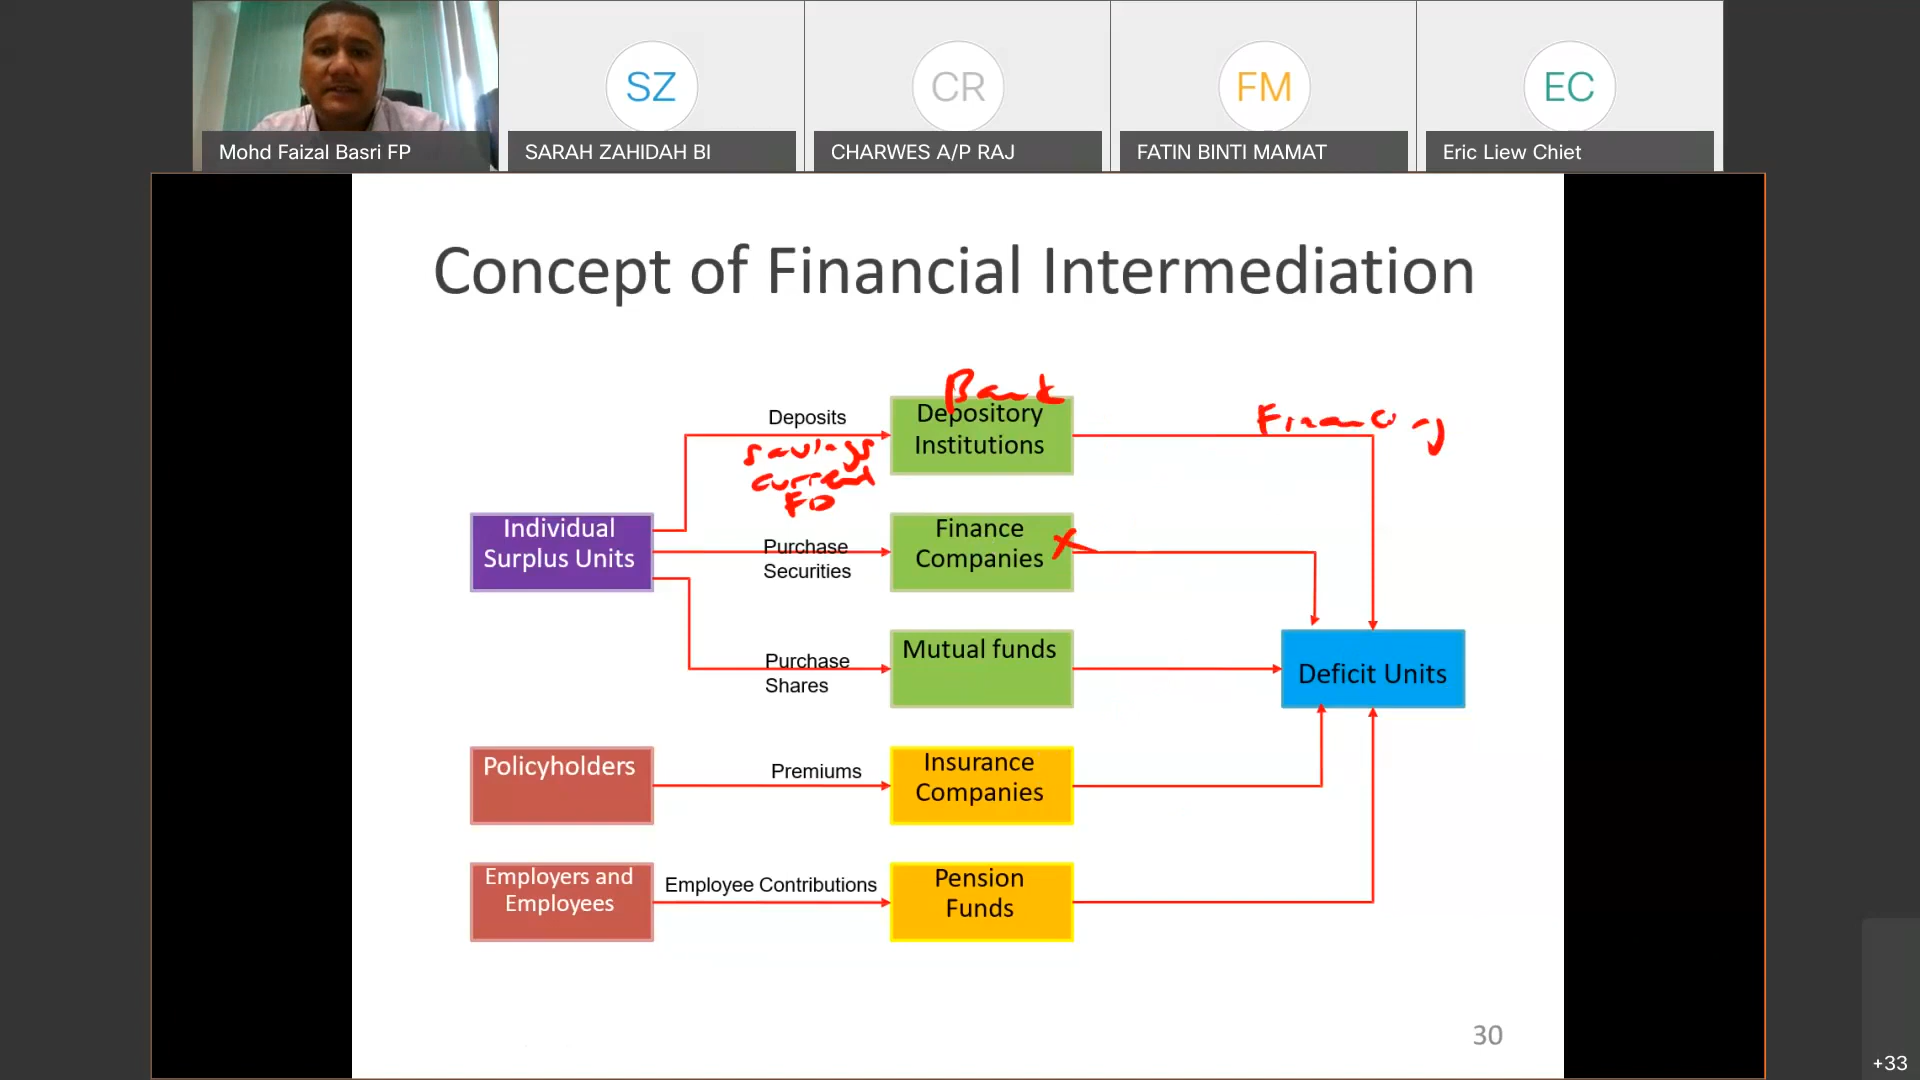 SZ
CR
FM
EC
Mohd Faizal Basri FP
SARAH ZAHIDAH BI
CHARWES A/P RAJ
FATIN BINTI MAMAT
Eric Liew Chiet
Concept of Financial Intermediation
Bank
Deposits
Depository
Institutions
Financing
Savings
Current
FD
Individual
Surplus Units
Purchase
Securities
Finance
Companies
X
Purchase
Shares
Mutual funds
Deficit Units
Policyholders
Premiums
Insurance
Companies
Employers and
Employees
Employee Contributions
Pension
Funds
30
+33